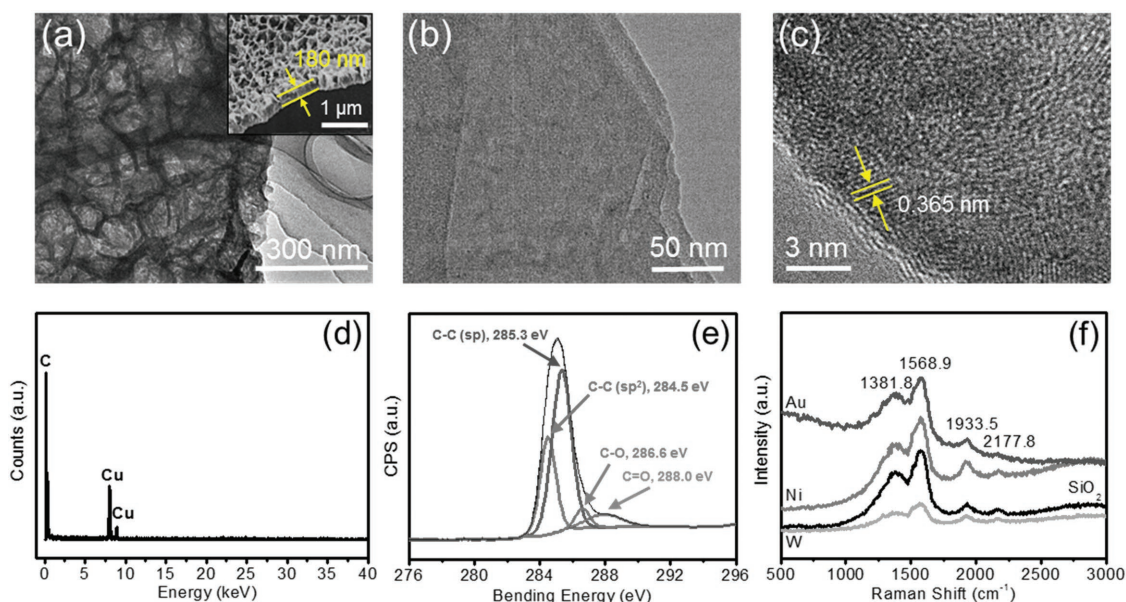 (a)
180 nm
1 µm
300 nm
(b)
50 nm
(c)
0.365 nm
3 nm
(d)
C
Cu
Cu
Counts (a.u.)
0 5 10 15 20 25 30 35 40
Energy (keV)
(e)
C-C (sp), 285.3 eV
C-C (sp²), 284.5 eV
C-O, 286.6 eV
C=O, 288.0 eV
CPS (a.u.)
276 280 284 288 292 296
Bending Energy (eV)
(f)
1568.9
1381.8
Au
1933.5
2177.8
Ni
SiO₂
W
Intensity (a.u.)
500 1000 1500 2000 2500 3000
Raman Shift (cm⁻¹)